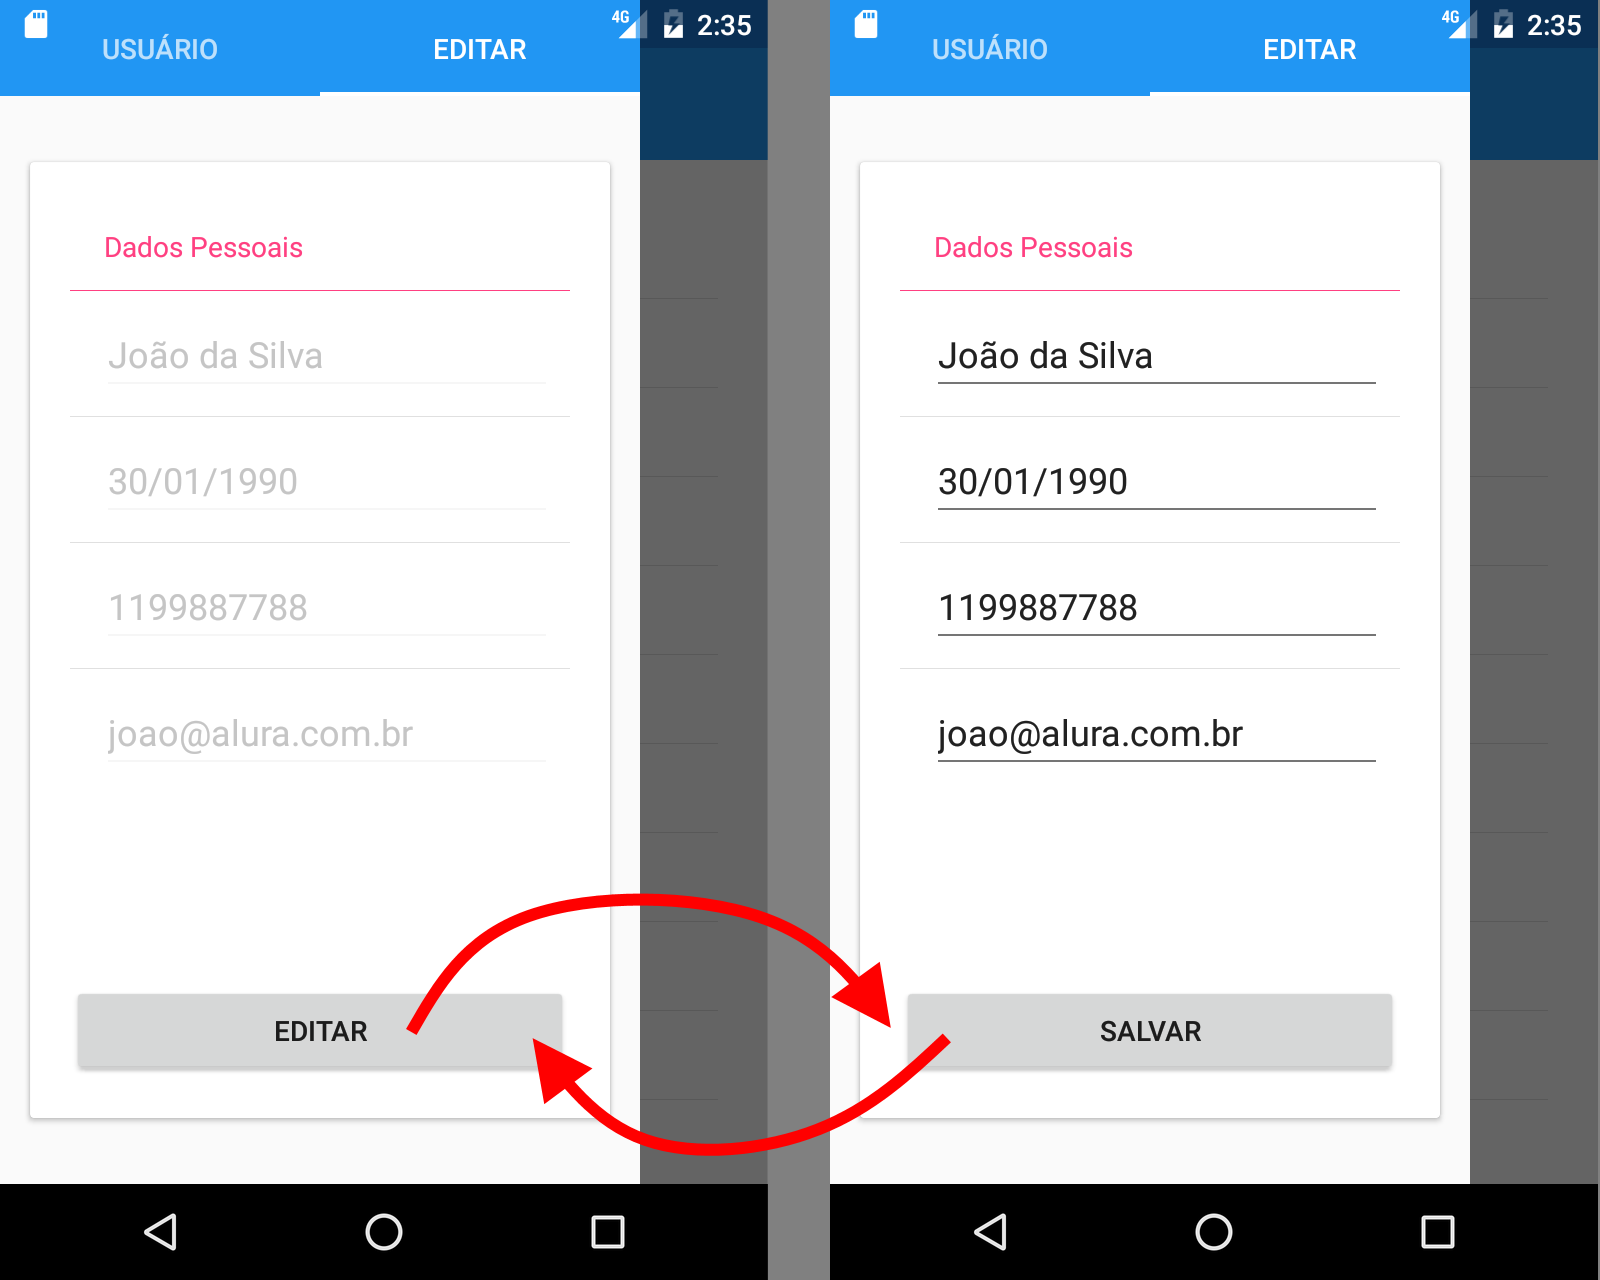 4G 2:35
USUÁRIO EDITAR
Dados Pessoais
João da Silva
30/01/1990
1199887788
joao@alura.com.br
EDITAR
4G 2:35
USUÁRIO EDITAR
Dados Pessoais
João da Silva
30/01/1990
1199887788
joao@alura.com.br
SALVAR